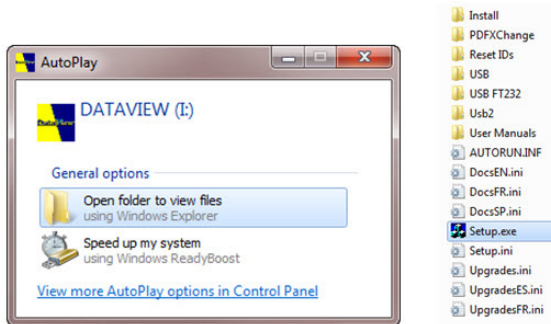 AutoPlay
DATAVIEW (I:)
General options
Open folder to view files
using Windows Explorer
Speed up my system
using Windows ReadyBoost
View more AutoPlay options in Control Panel
Install
PDFXChange
Reset IDs
USB
USB FT232
Usb2
User Manuals
AUTORUN.INF
DocsEN.ini
DocsFR.ini
DocsSP.ini
Setup.exe
Setup.ini
Upgrades.ini
UpgradesES.ini
UpgradesFR.ini